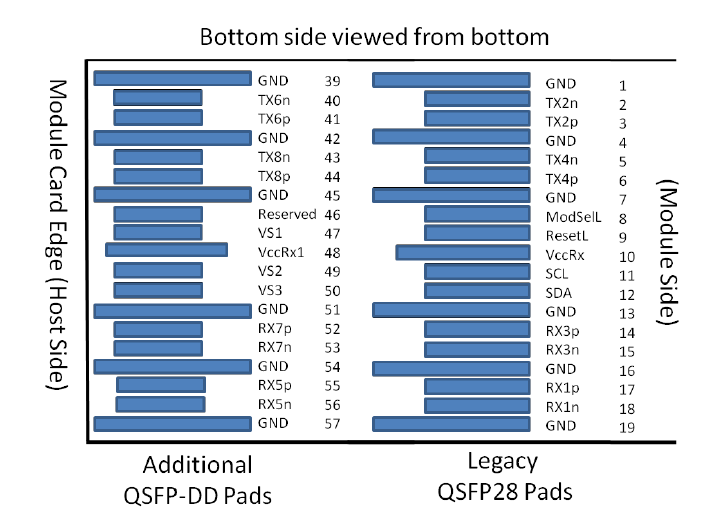 Bottom side viewed from bottom
Module Card Edge (Host Side)
GND 39 GND 1
TX6n 40 TX2n 2
TX6p 41 TX2p 3
GND 42 GND 4
TX8n 43 TX4n 5
TX8p 44 TX4p 6
GND 45 GND 7
Reserved 46 ModSelL 8
VS1 47 ResetL 9
VccRx1 48 VccRx 10
VS2 49 SCL 11
VS3 50 SDA 12
GND 51 GND 13
RX7p 52 RX3p 14
RX7n 53 RX3n 15
GND 54 GND 16
RX5p 55 RX1p 17
RX5n 56 RX1n 18
GND 57 GND 19
(Module Side)
Additional
QSFP-DD Pads
Legacy
QSFP28 Pads